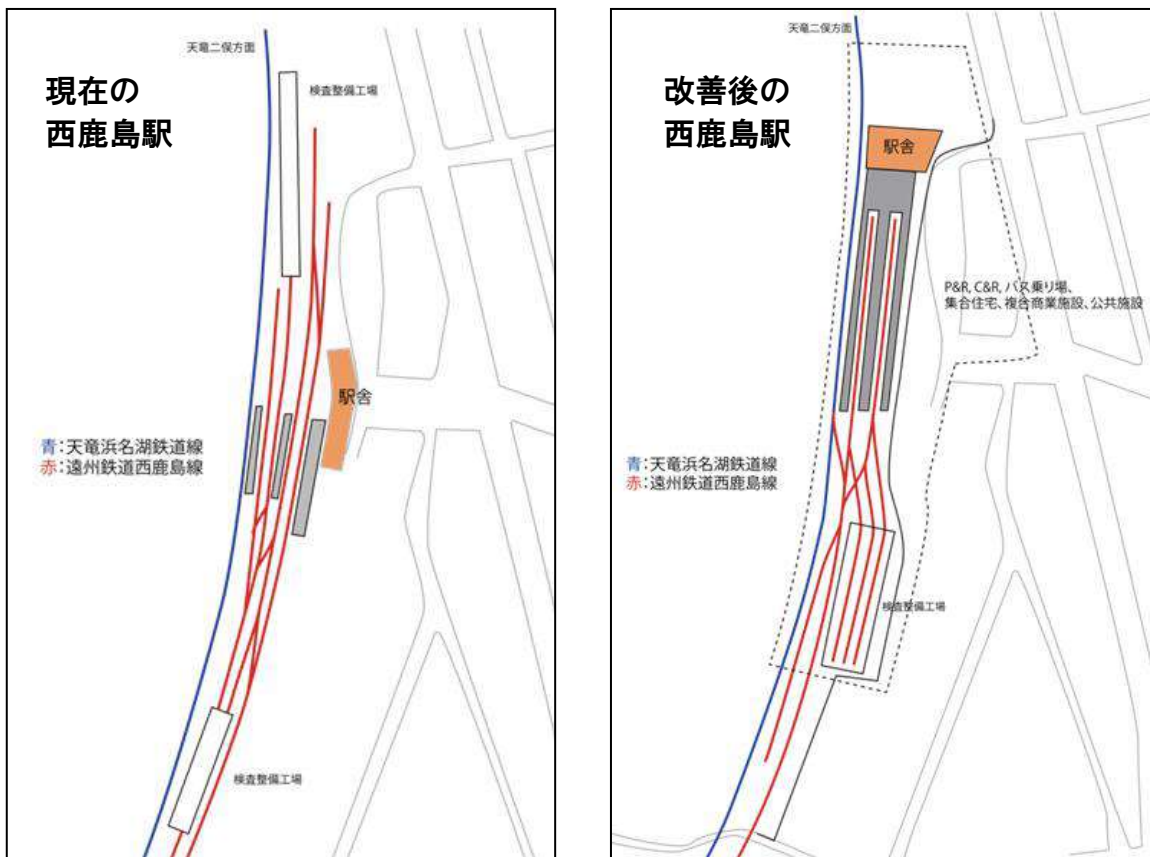 現在の
西鹿島駅
天竜二俣方面
検査整備工場
駅舎
青:天竜浜名湖鉄道線
赤:遠州鉄道西鹿島線
検査整備工場
改善後の
西鹿島駅
天竜二俣方面
駅舎
P&R, C&R, バス乗り場、
集合住宅、複合商業施設、公共施設
青:天竜浜名湖鉄道線
赤:遠州鉄道西鹿島線
検査整備工場